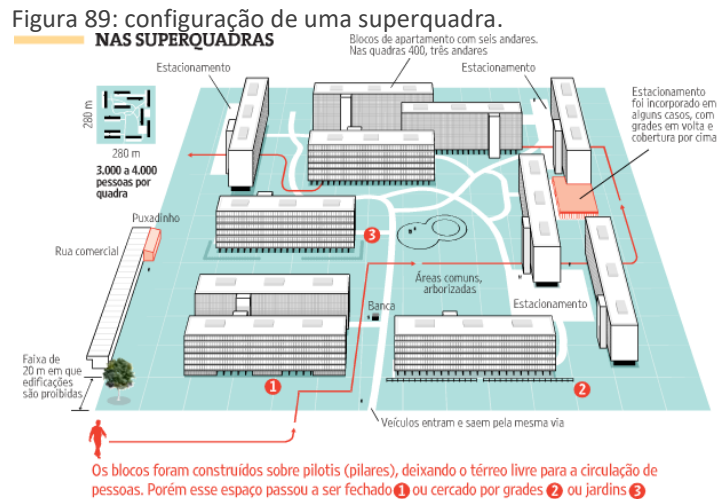 Figura 89: configuração de uma superquadra.
NAS SUPERQUADRAS
Blocos de apartamento com seis andares.
Nas quadras 400, três andares
Estacionamento
Estacionamento
Estacionamento
foi incorporado em
alguns casos, com
grades em volta e
cobertura por cima
280 m
280 m
3.000 a 4.000
pessoas por
quadra
Puxadinho
Rua comercial
3
Áreas comuns,
arborizadas
Banca
Estacionamento
Faixa de
20 m em que
edificações
são proibidas
1
2
Veículos entram e saem pela mesma via
Os blocos foram construídos sobre pilotis (pilares), deixando o térreo livre para a circulação de
pessoas. Porém esse espaço passou a ser fechado 1 ou cercado por grades 2 ou jardins 3